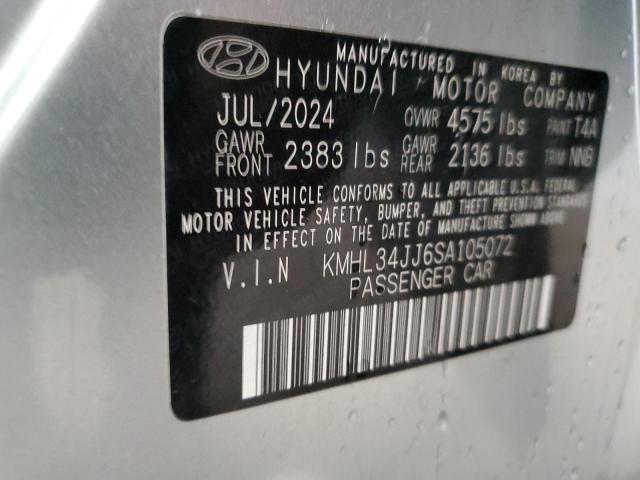 MANUFACTURED IN KOREA BY
HYUNDAI MOTOR COMPANY
JUL/2024 GVWR 4575 lbs PAINT T4A
GAWR FRONT 2383 lbs GAWR REAR 2136 lbs TRIM NNB
THIS VEHICLE CONFORMS TO ALL APPLICABLE U.S.A. FEDERAL
MOTOR VEHICLE SAFETY, BUMPER, AND THEFT PREVENTION STANDARDS
IN EFFECT ON THE DATE OF MANUFACTURE SHOWN ABOVE.
V.I.N KMHL34JJ6SA105072
PASSENGER CAR